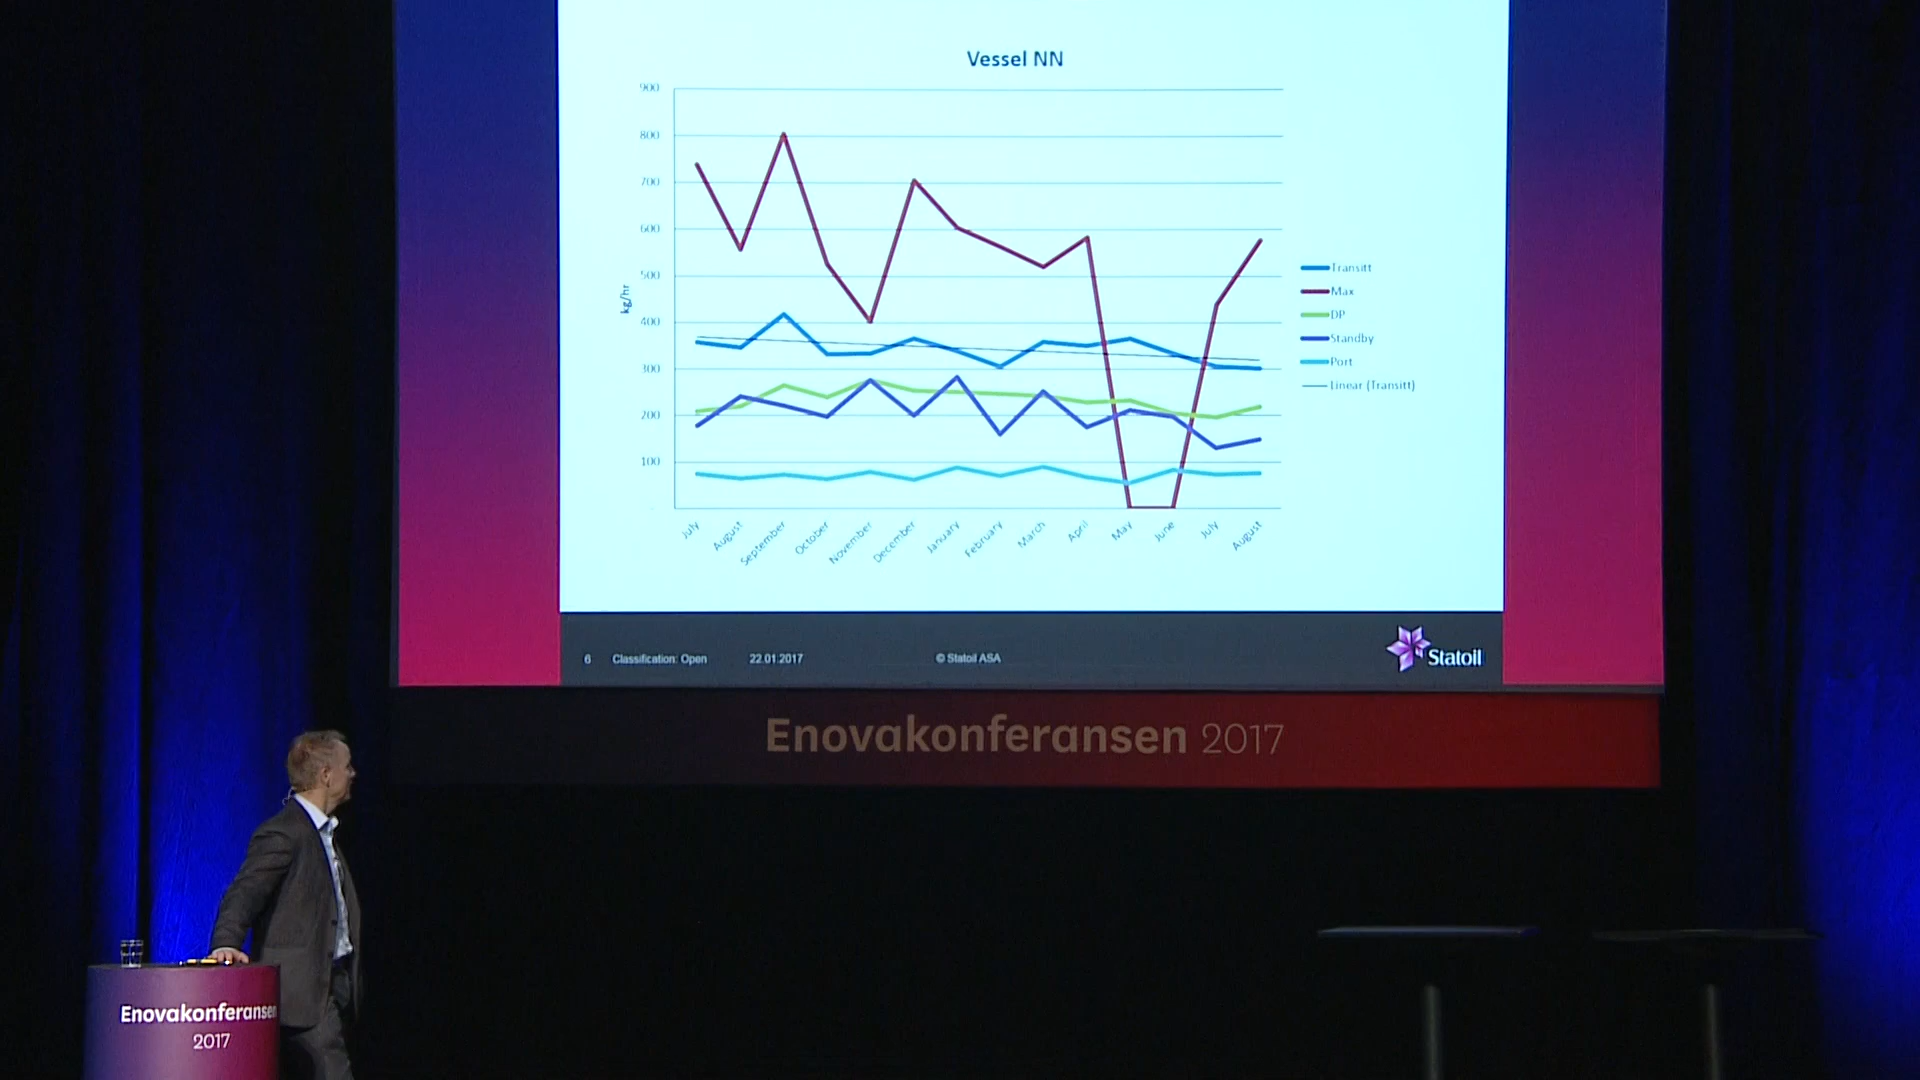 Vessel NN
900
800
700
600
500
400
300
200
100
-
kg/hr
July
August
September
October
November
December
January
February
March
April
May
June
July
August
Transitt
Max
DP
Standby
Port
Linear (Transitt)
6 Classification: Open 22.01.2017 © Statoil ASA
Statoil
Enovakonferansen 2017
Enovakonferansen
2017